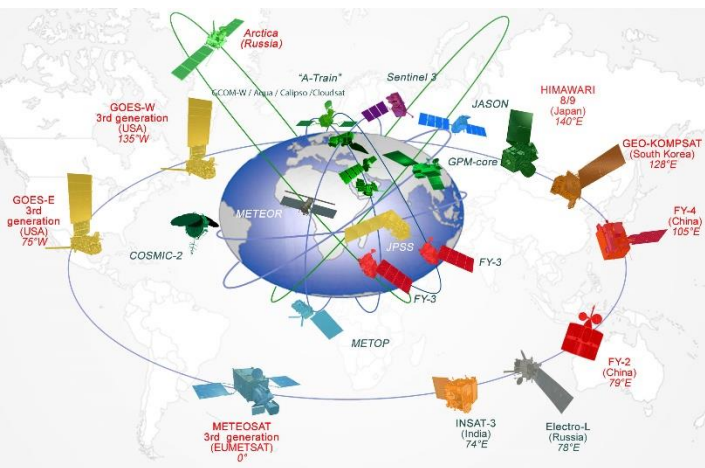 Arctica
(Russia)
"A-Train"
GCOM-W / Aqua / Calipso /Cloudsat
Sentinel 3
JASON
HIMAWARI
8/9
(Japan)
140°E
GOES-W
3rd generation
(USA)
135°W
GPM-core
GEO-KOMPSAT
(South Korea)
128°E
GOES-E
3rd
generation
(USA)
75°W
METEOR
FY-4
(China)
105°E
COSMIC-2
JPSS
FY-3
FY-3
METOP
FY-2
(China)
79°E
METEOSAT
3rd generation
(EUMETSAT)
0°
INSAT-3
(India)
74°E
Electro-L
(Russia)
78°E